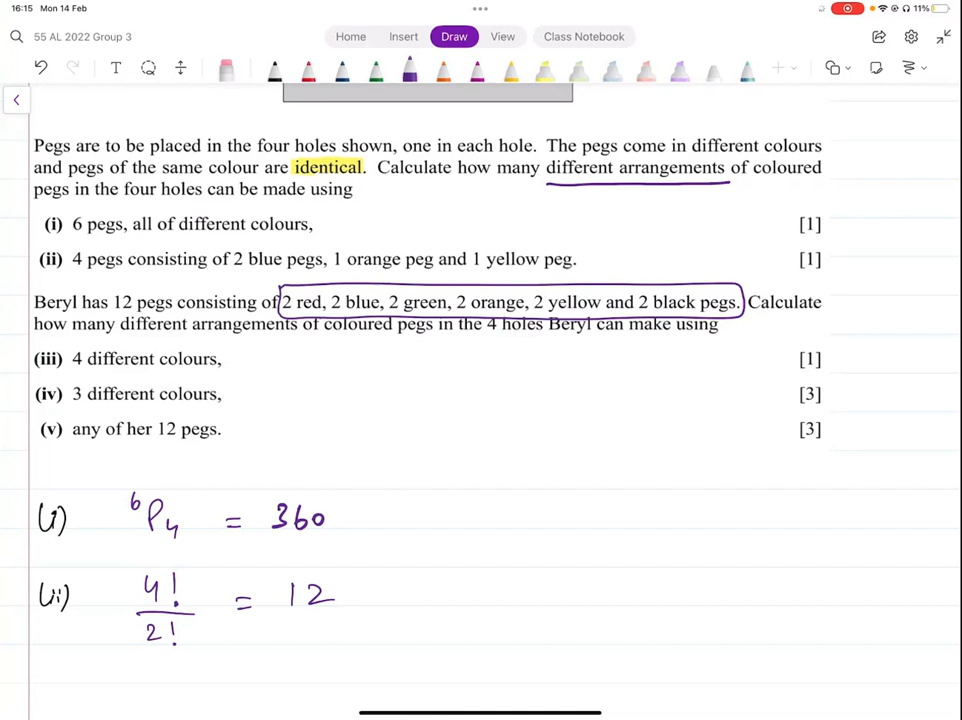 16:15 Mon 14 Feb 11%
55 AL 2022 Group 3 Home Insert Draw View Class Notebook
Pegs are to be placed in the four holes shown, one in each hole. The pegs come in different colours
and pegs of the same colour are identical. Calculate how many different arrangements of coloured
pegs in the four holes can be made using
(i) 6 pegs, all of different colours, [1]
(ii) 4 pegs consisting of 2 blue pegs, 1 orange peg and 1 yellow peg. [1]
Beryl has 12 pegs consisting of 2 red, 2 blue, 2 green, 2 orange, 2 yellow and 2 black pegs. Calculate
how many different arrangements of coloured pegs in the 4 holes Beryl can make using
(iii) 4 different colours, [1]
(iv) 3 different colours, [3]
(v) any of her 12 pegs. [3]
(i) ⁶P₄ = 360
(ii) 4!/2! = 12